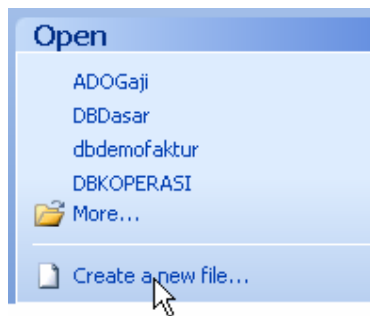 Open
ADOGaji
DBDasar
dbdemofaktur
DBKOPERASI
More...
Create a new file...